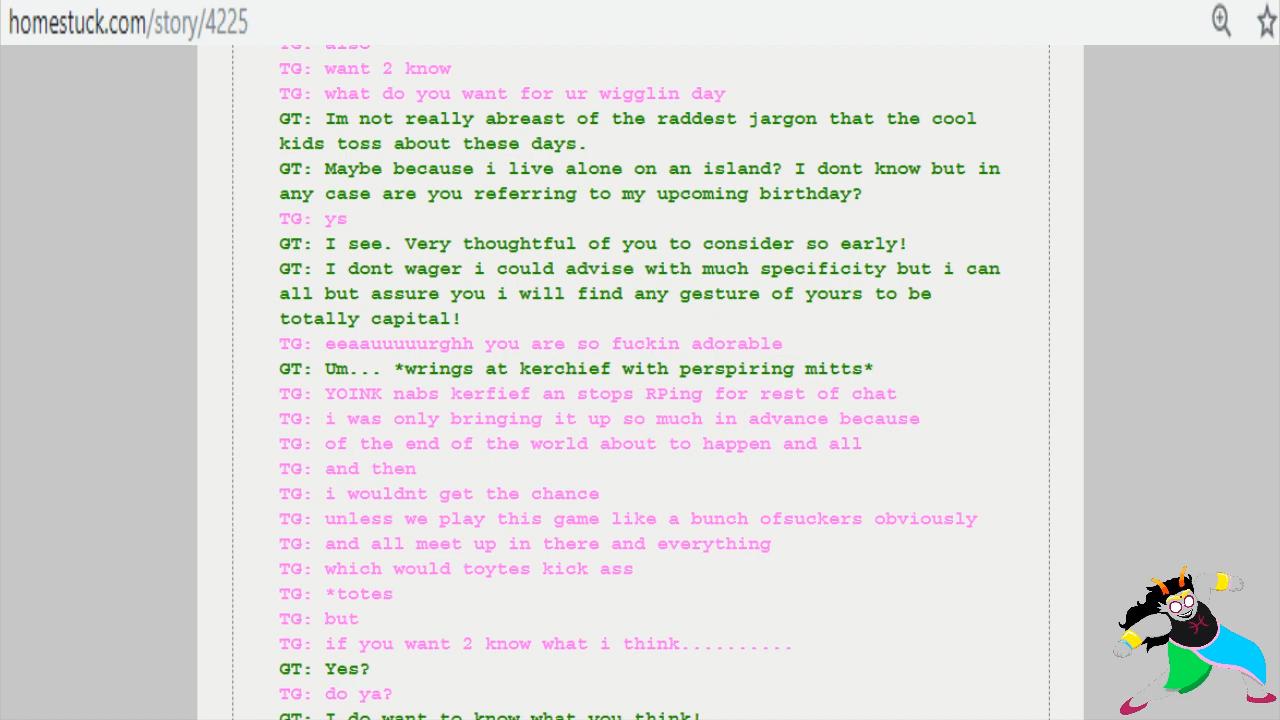 homestuck.com/story/4225
TG: also
TG: want 2 know
TG: what do you want for ur wigglin day
GT: Im not really abreast of the raddest jargon that the cool
kids toss about these days.
GT: Maybe because i live alone on an island? I dont know but in
any case are you referring to my upcoming birthday?
TG: ys
GT: I see. Very thoughtful of you to consider so early!
GT: I dont wager i could advise with much specificity but i can
all but assure you i will find any gesture of yours to be
totally capital!
TG: eeaauuuuurghh you are so fuckin adorable
GT: Um... *wrings at kerchief with perspiring mitts*
TG: YOINK nabs kerfief an stops RPing for rest of chat
TG: i was only bringing it up so much in advance because
TG: of the end of the world about to happen and all
TG: and then
TG: i wouldnt get the chance
TG: unless we play this game like a bunch ofsuckers obviously
TG: and all meet up in there and everything
TG: which would toytes kick ass
TG: *totes
TG: but
TG: if you want 2 know what i think..........
GT: Yes?
TG: do ya?
GT: I do want to know what you think!